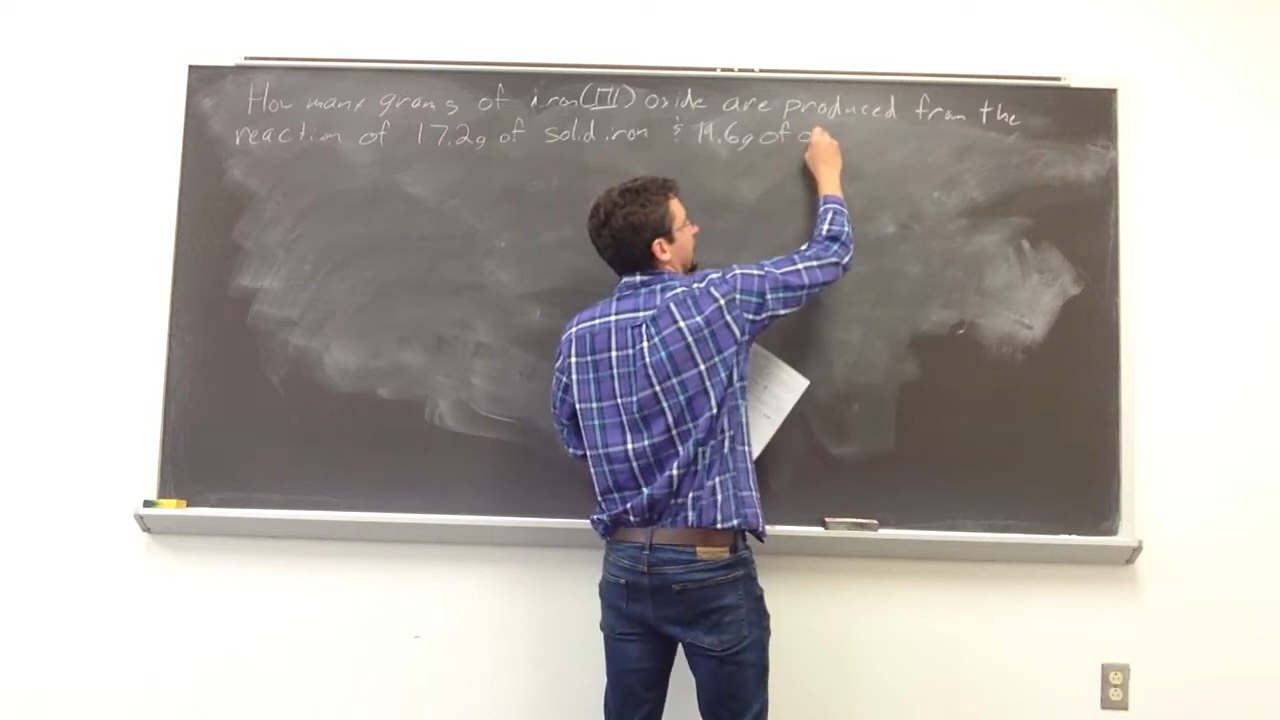 How many grams of iron(III) oxide are produced from the
reaction of 17.2g of solid iron & 19.6g of o